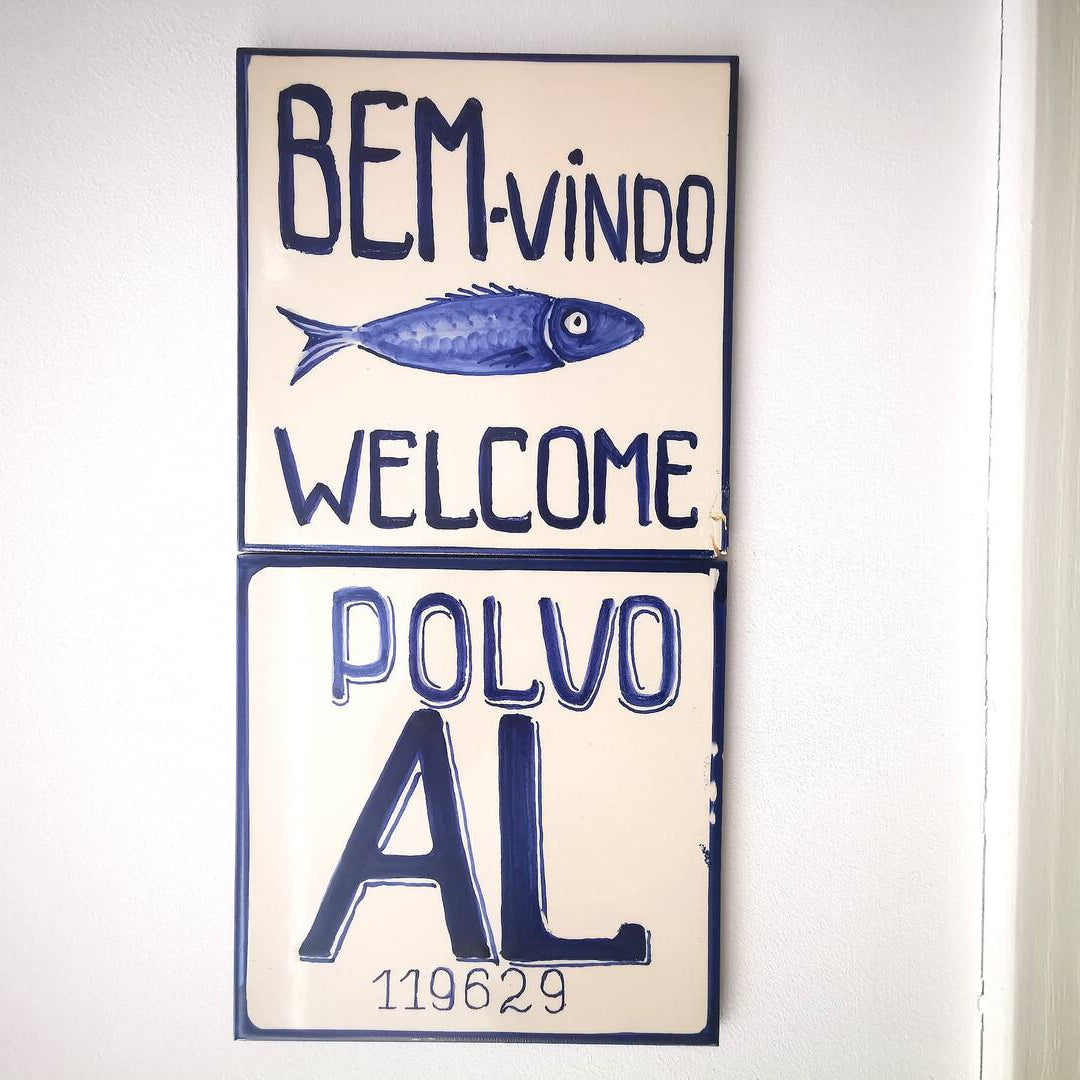 BEM-VINDO
WELCOME
POLVO
AL
119629